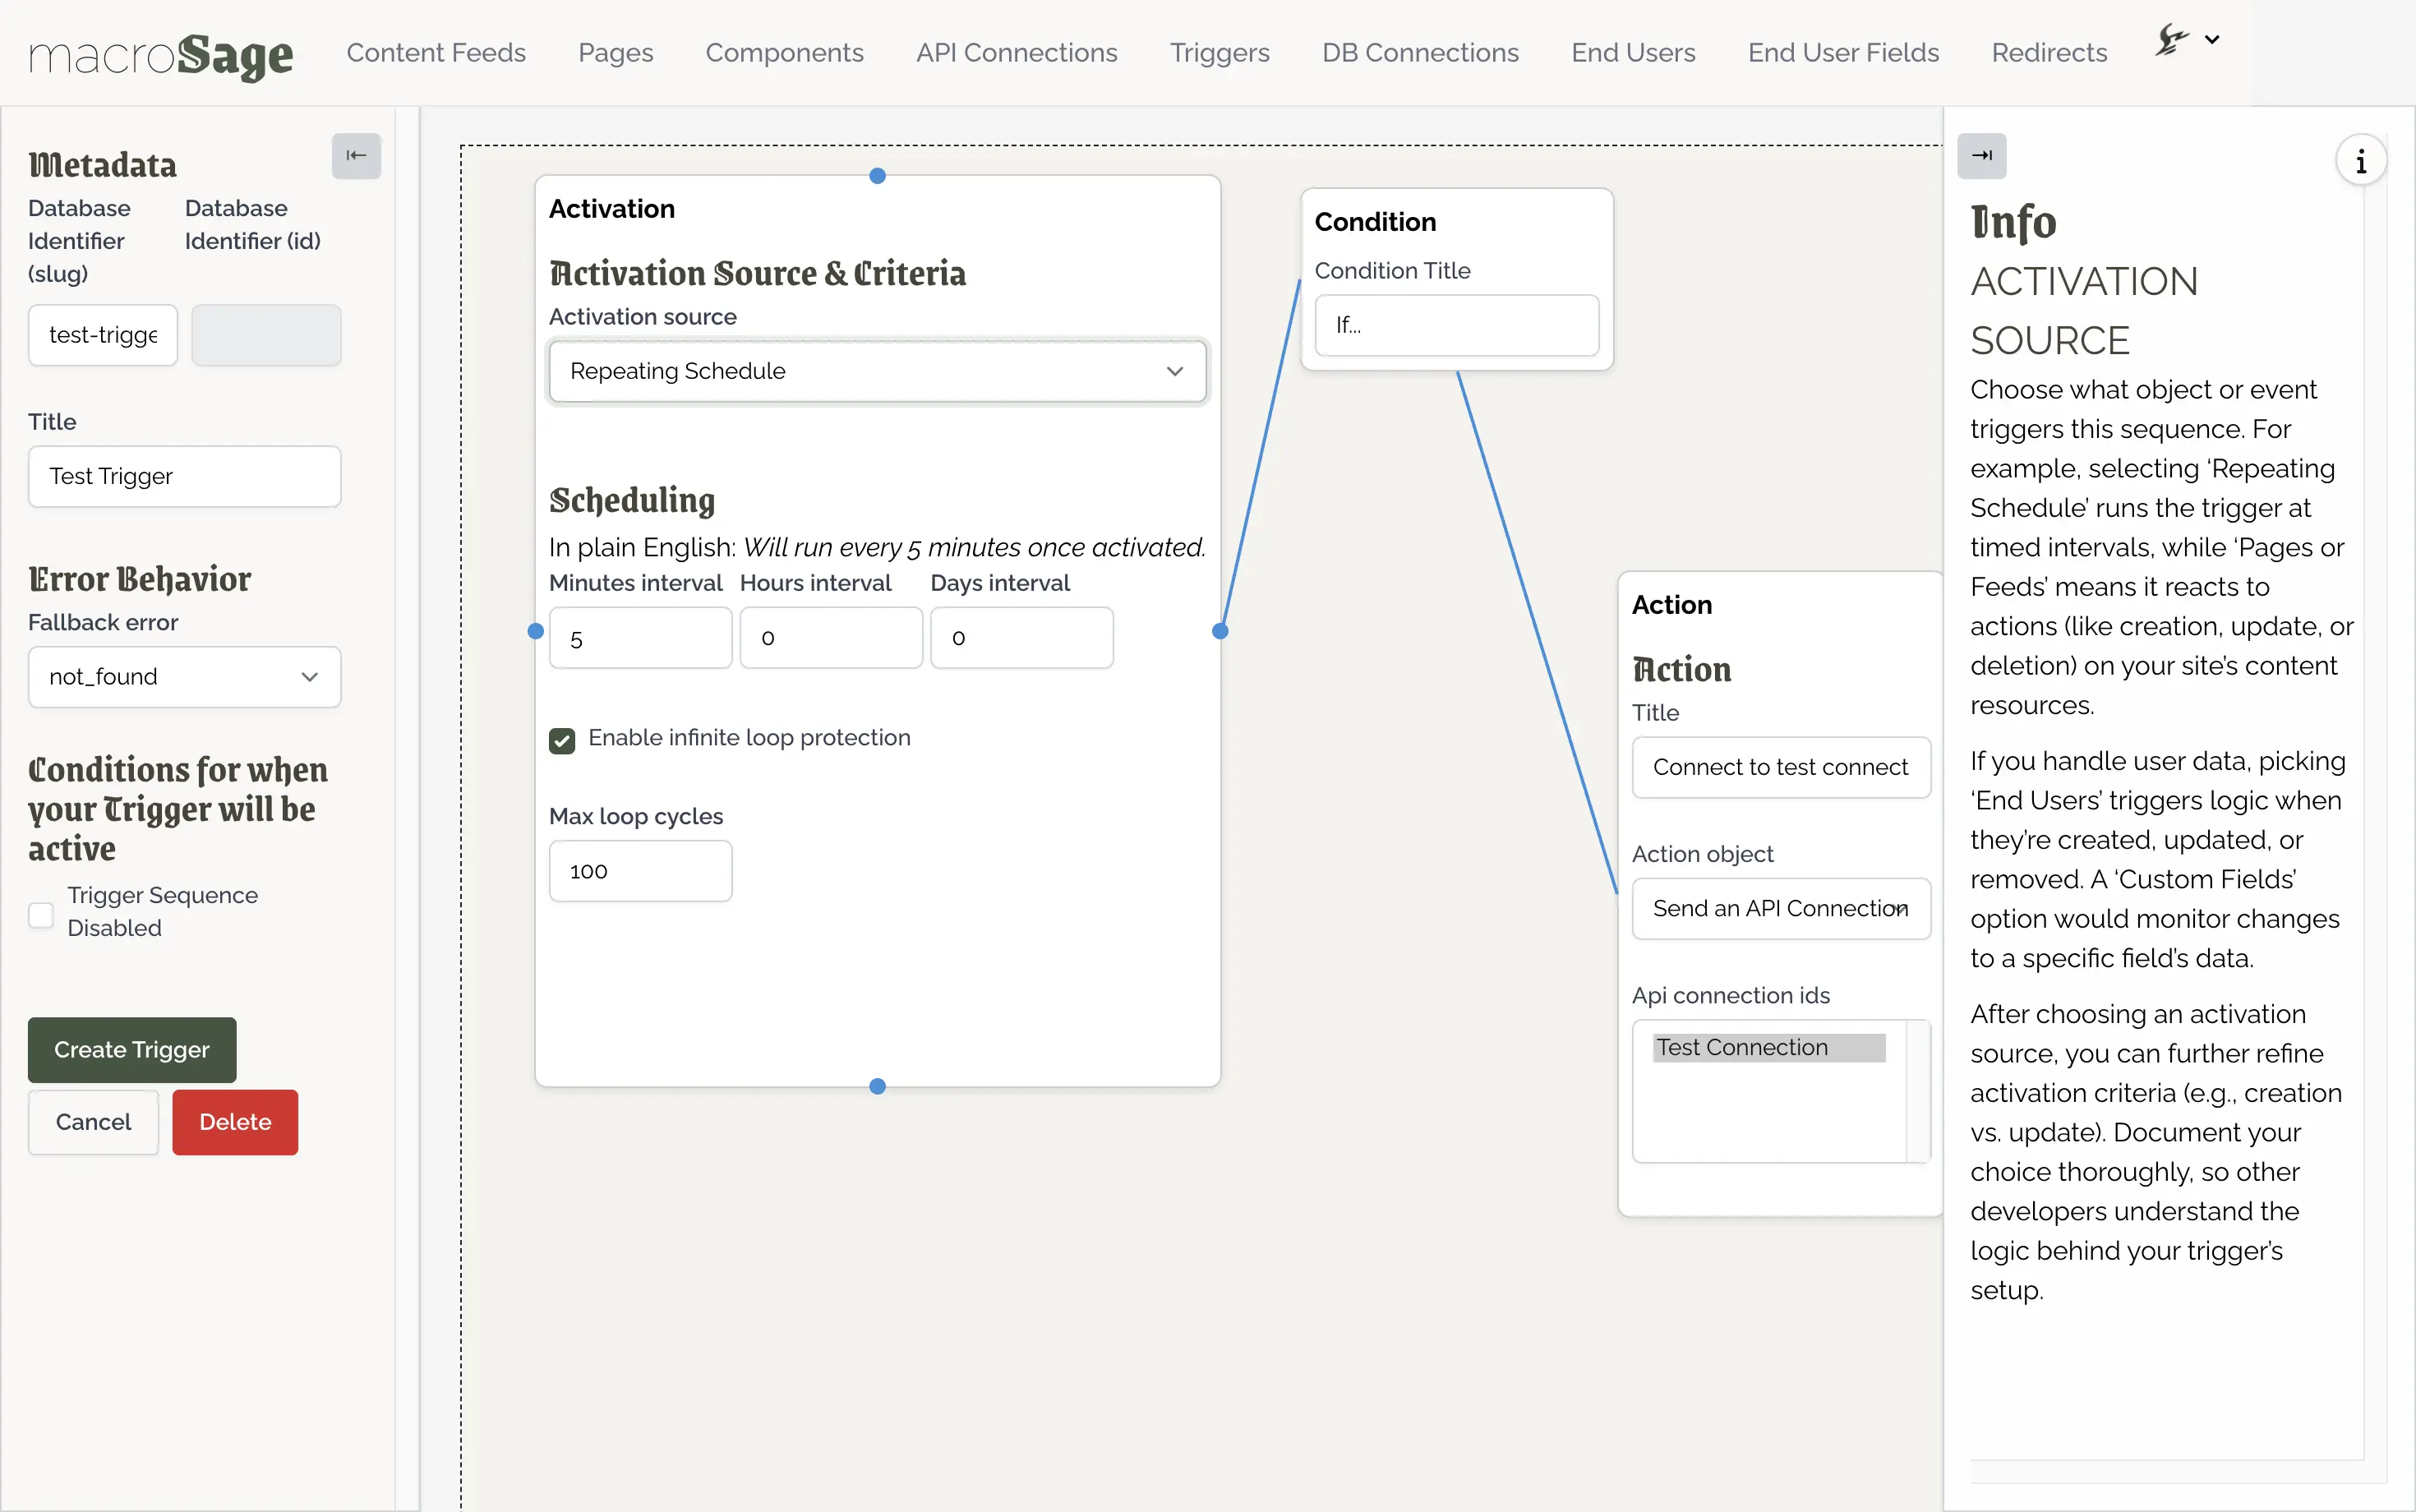 macroSage
Content Feeds
Pages
Components
API Connections
Triggers
DB Connections
End Users
End User Fields
Redirects
Metadata
Database
Identifier
(slug)
Database
Identifier (id)
test-trigge
Title
Test Trigger
Error Behavior
Fallback error
not_found
Conditions for when
your Trigger will be
active
Trigger Sequence
Disabled
Create Trigger
Cancel
Delete
Activation
Activation Source & Criteria
Activation source
Repeating Schedule
Scheduling
In plain English: Will run every 5 minutes once activated.
Minutes interval
Hours interval
Days interval
5
0
0
Enable infinite loop protection
Max loop cycles
100
Condition
Condition Title
If...
Action
Action
Title
Connect to test connect
Action object
Send an API Connection
Api connection ids
Test Connection
i
Info
ACTIVATION
SOURCE
Choose what object or event
triggers this sequence. For
example, selecting ‘Repeating
Schedule’ runs the trigger at
timed intervals, while ‘Pages or
Feeds’ means it reacts to
actions (like creation, update, or
deletion) on your site’s content
resources.
If you handle user data, picking
‘End Users’ triggers logic when
they’re created, updated, or
removed. A ‘Custom Fields’
option would monitor changes
to a specific field’s data.
After choosing an activation
source, you can further refine
activation criteria (e.g., creation
vs. update). Document your
choice thoroughly, so other
developers understand the
logic behind your trigger’s
setup.